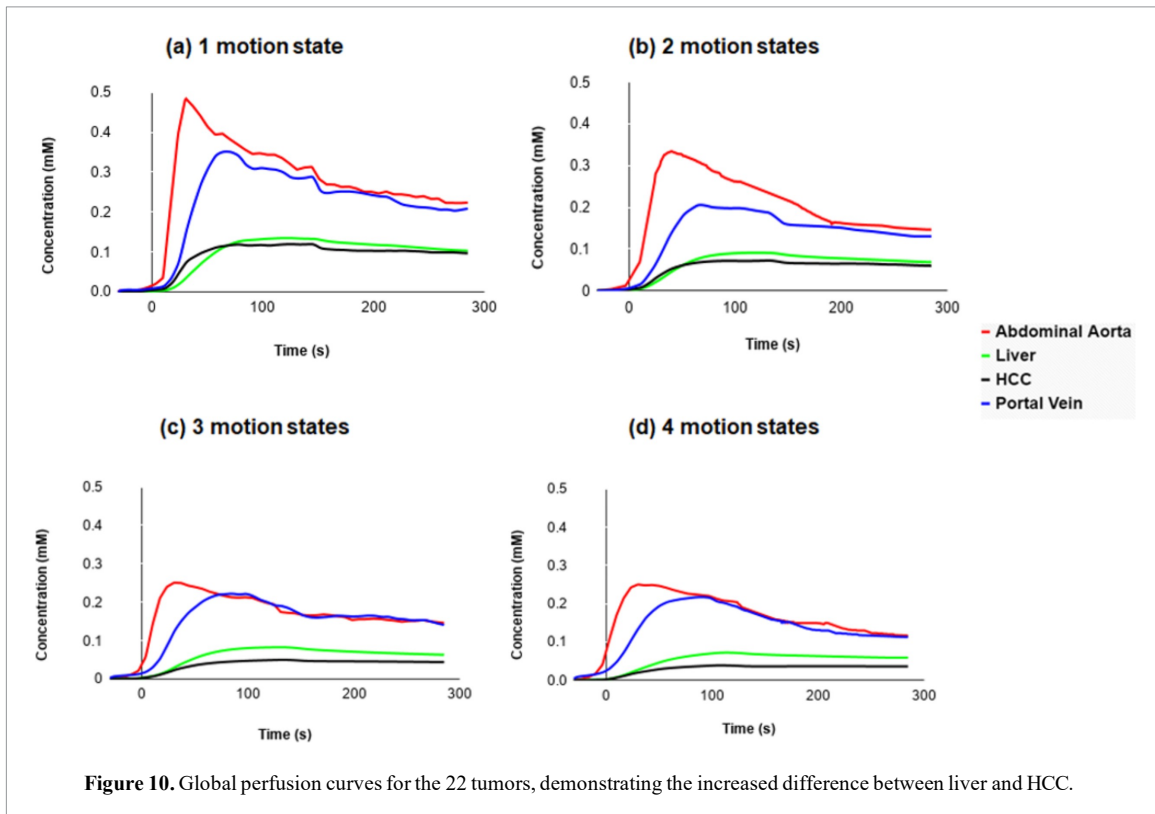 (a) 1 motion state
Concentration (mM)
0.5
0.4
0.3
0.2
0.1
0.0
0
100
200
300
Time (s)
(b) 2 motion states
Concentration (mM)
0.5
0.4
0.3
0.2
0.1
0
0
100
200
300
Time (s)
Abdominal Aorta
Liver
HCC
Portal Vein
(c) 3 motion states
Concentration (mM)
0.5
0.4
0.3
0.2
0.1
0
0
100
200
300
Time (s)
(d) 4 motion states
Concentration (mM)
0.5
0.4
0.3
0.2
0.1
0.0
0
100
200
300
Time (s)
Figure 10. Global perfusion curves for the 22 tumors, demonstrating the increased difference between liver and HCC.